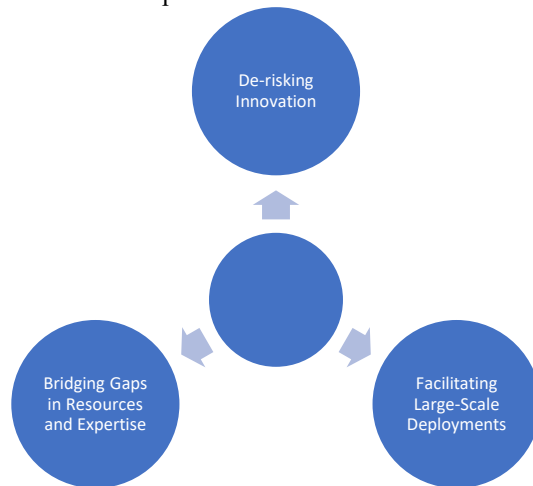 De-risking
Innovation
Bridging Gaps
in Resources
and Expertise
Facilitating
Large-Scale
Deployments